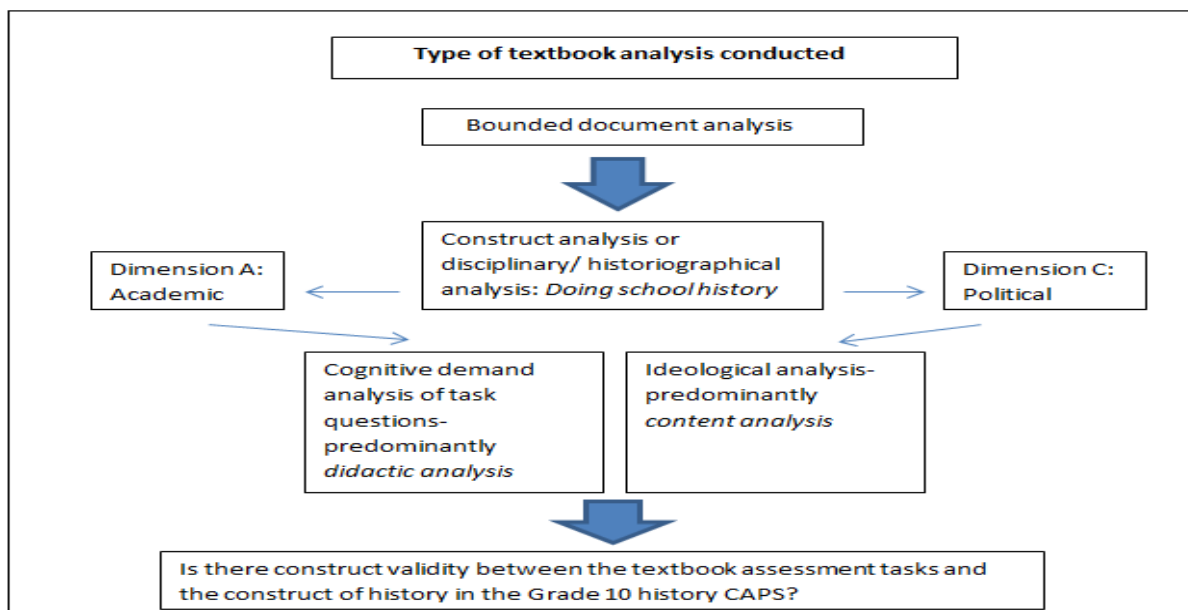 Type of textbook analysis conducted
Bounded document analysis
Construct analysis or
disciplinary/ historiographical
analysis: Doing school history
Dimension A:
Academic
Dimension C:
Political
Cognitive demand
analysis of task
questions-
predominantly
didactic analysis
Ideological analysis-
predominantly
content analysis
Is there construct validity between the textbook assessment tasks and
the construct of history in the Grade 10 history CAPS?